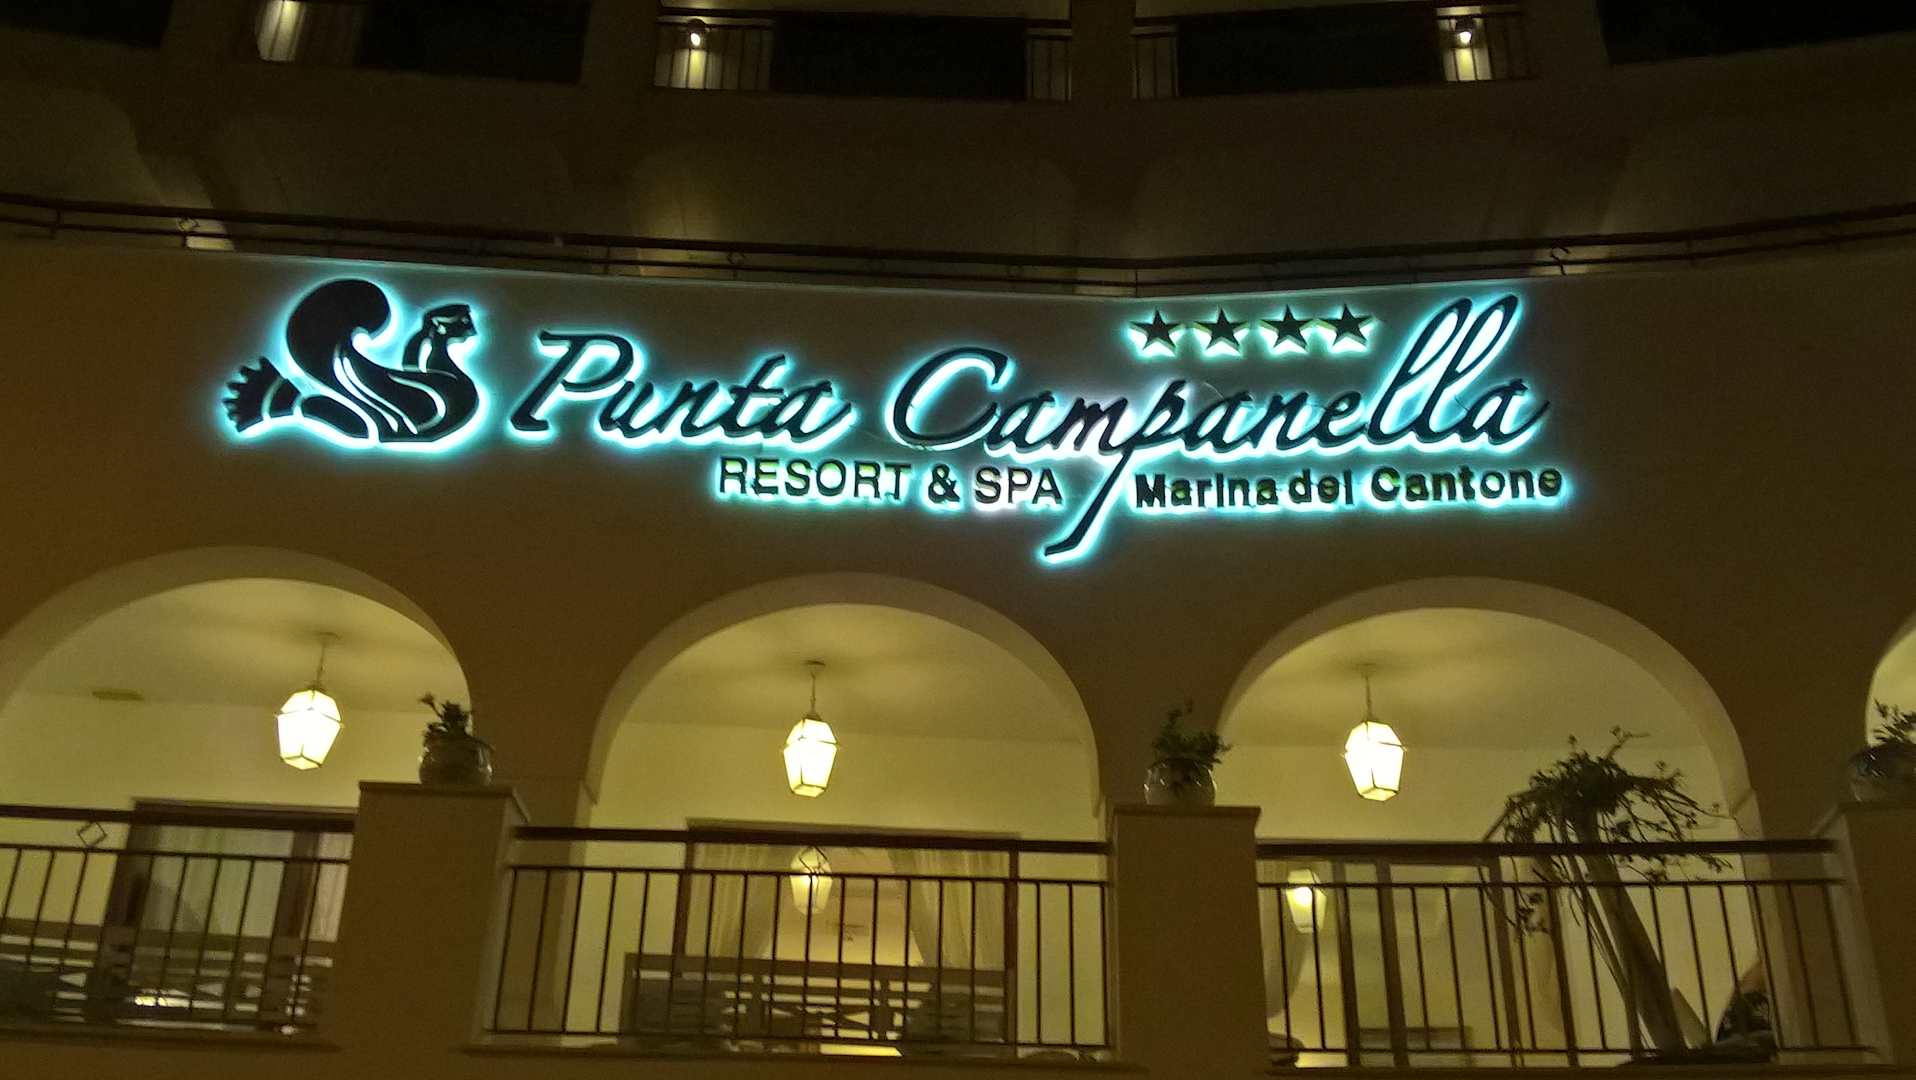 Punta Campanella
RESORT & SPA
Marina del Cantone